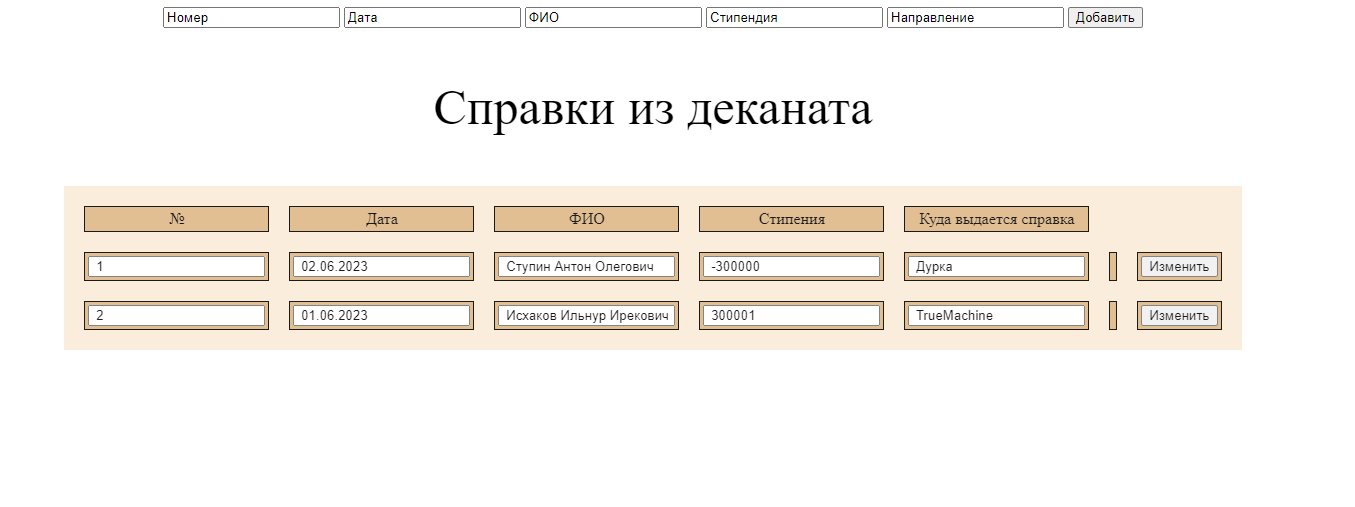 Номер Дата ФИО Стипендия Направление Добавить
Справки из деканата
№ Дата ФИО Стипения Куда выдается справка
1 02.06.2023 Ступин Антон Олегович -300000 Дурка Изменить
2 01.06.2023 Исхаков Ильнур Ирекович 300001 TrueMachine Изменить